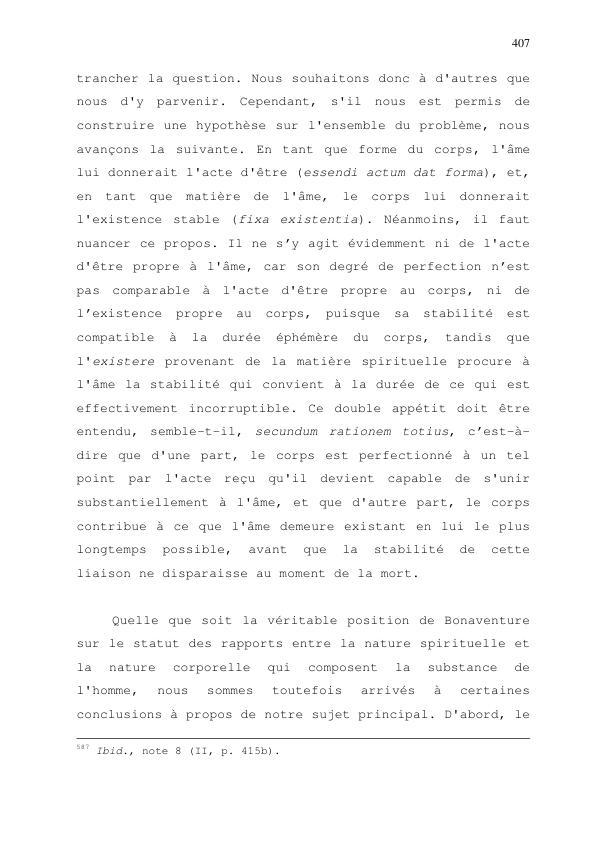 407
trancher la question. Nous souhaitons donc à d'autres que
nous d'y parvenir. Cependant, s'il nous est permis de
construire une hypothèse sur l'ensemble du problème, nous
avançons la suivante. En tant que forme du corps, l'âme
lui donnerait l'acte d'être (essendi actum dat forma), et,
en tant que matière de l'âme, le corps lui donnerait
l'existence stable (fixa existentia). Néanmoins, il faut
nuancer ce propos. Il ne s’y agit évidemment ni de l'acte
d'être propre à l'âme, car son degré de perfection n’est
pas comparable à l'acte d'être propre au corps, ni de
l’existence propre au corps, puisque sa stabilité est
compatible à la durée éphémère du corps, tandis que
l'existere provenant de la matière spirituelle procure à
l'âme la stabilité qui convient à la durée de ce qui est
effectivement incorruptible. Ce double appétit doit être
entendu, semble-t-il, secundum rationem totius, c’est-à-
dire que d'une part, le corps est perfectionné à un tel
point par l'acte reçu qu'il devient capable de s'unir
substantiellement à l'âme, et que d'autre part, le corps
contribue à ce que l'âme demeure existant en lui le plus
longtemps possible, avant que la stabilité de cette
liaison ne disparaisse au moment de la mort.
Quelle que soit la véritable position de Bonaventure
sur le statut des rapports entre la nature spirituelle et
la nature corporelle qui composent la substance de
l'homme, nous sommes toutefois arrivés à certaines
conclusions à propos de notre sujet principal. D'abord, le
587 Ibid., note 8 (II, p. 415b).